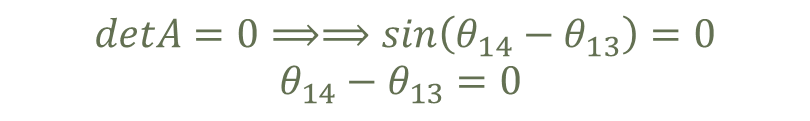 detA = 0 ⟹⟹ sin(θ₁₄ − θ₁₃) = 0
θ₁₄ − θ₁₃ = 0